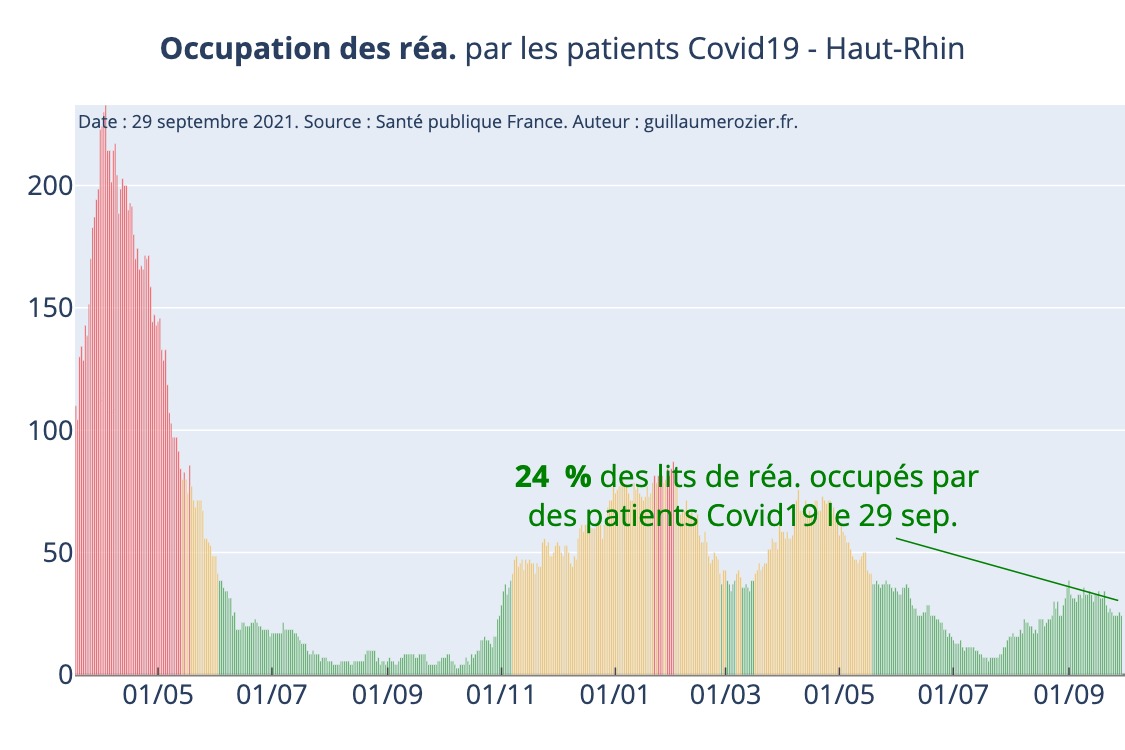 Occupation des réa. par les patients Covid19 - Haut-Rhin
Date : 29 septembre 2021. Source : Santé publique France. Auteur : guillaumerozier.fr.
200
150
100
24 % des lits de réa. occupés par
des patients Covid19 le 29 sep.
50
0
01/05 01/07 01/09 01/11 01/01 01/03 01/05 01/07 01/09